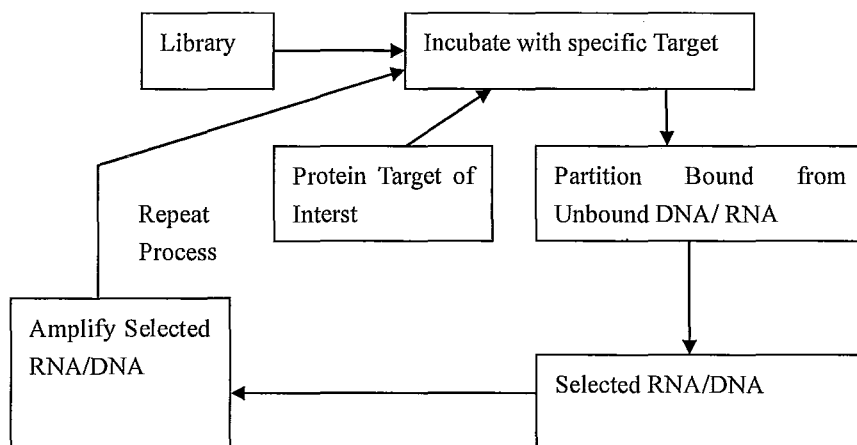 Library
Incubate with specific Target
Protein Target of
Interst
Partition Bound from
Unbound DNA/ RNA
Repeat
Process
Amplify Selected
RNA/DNA
Selected RNA/DNA